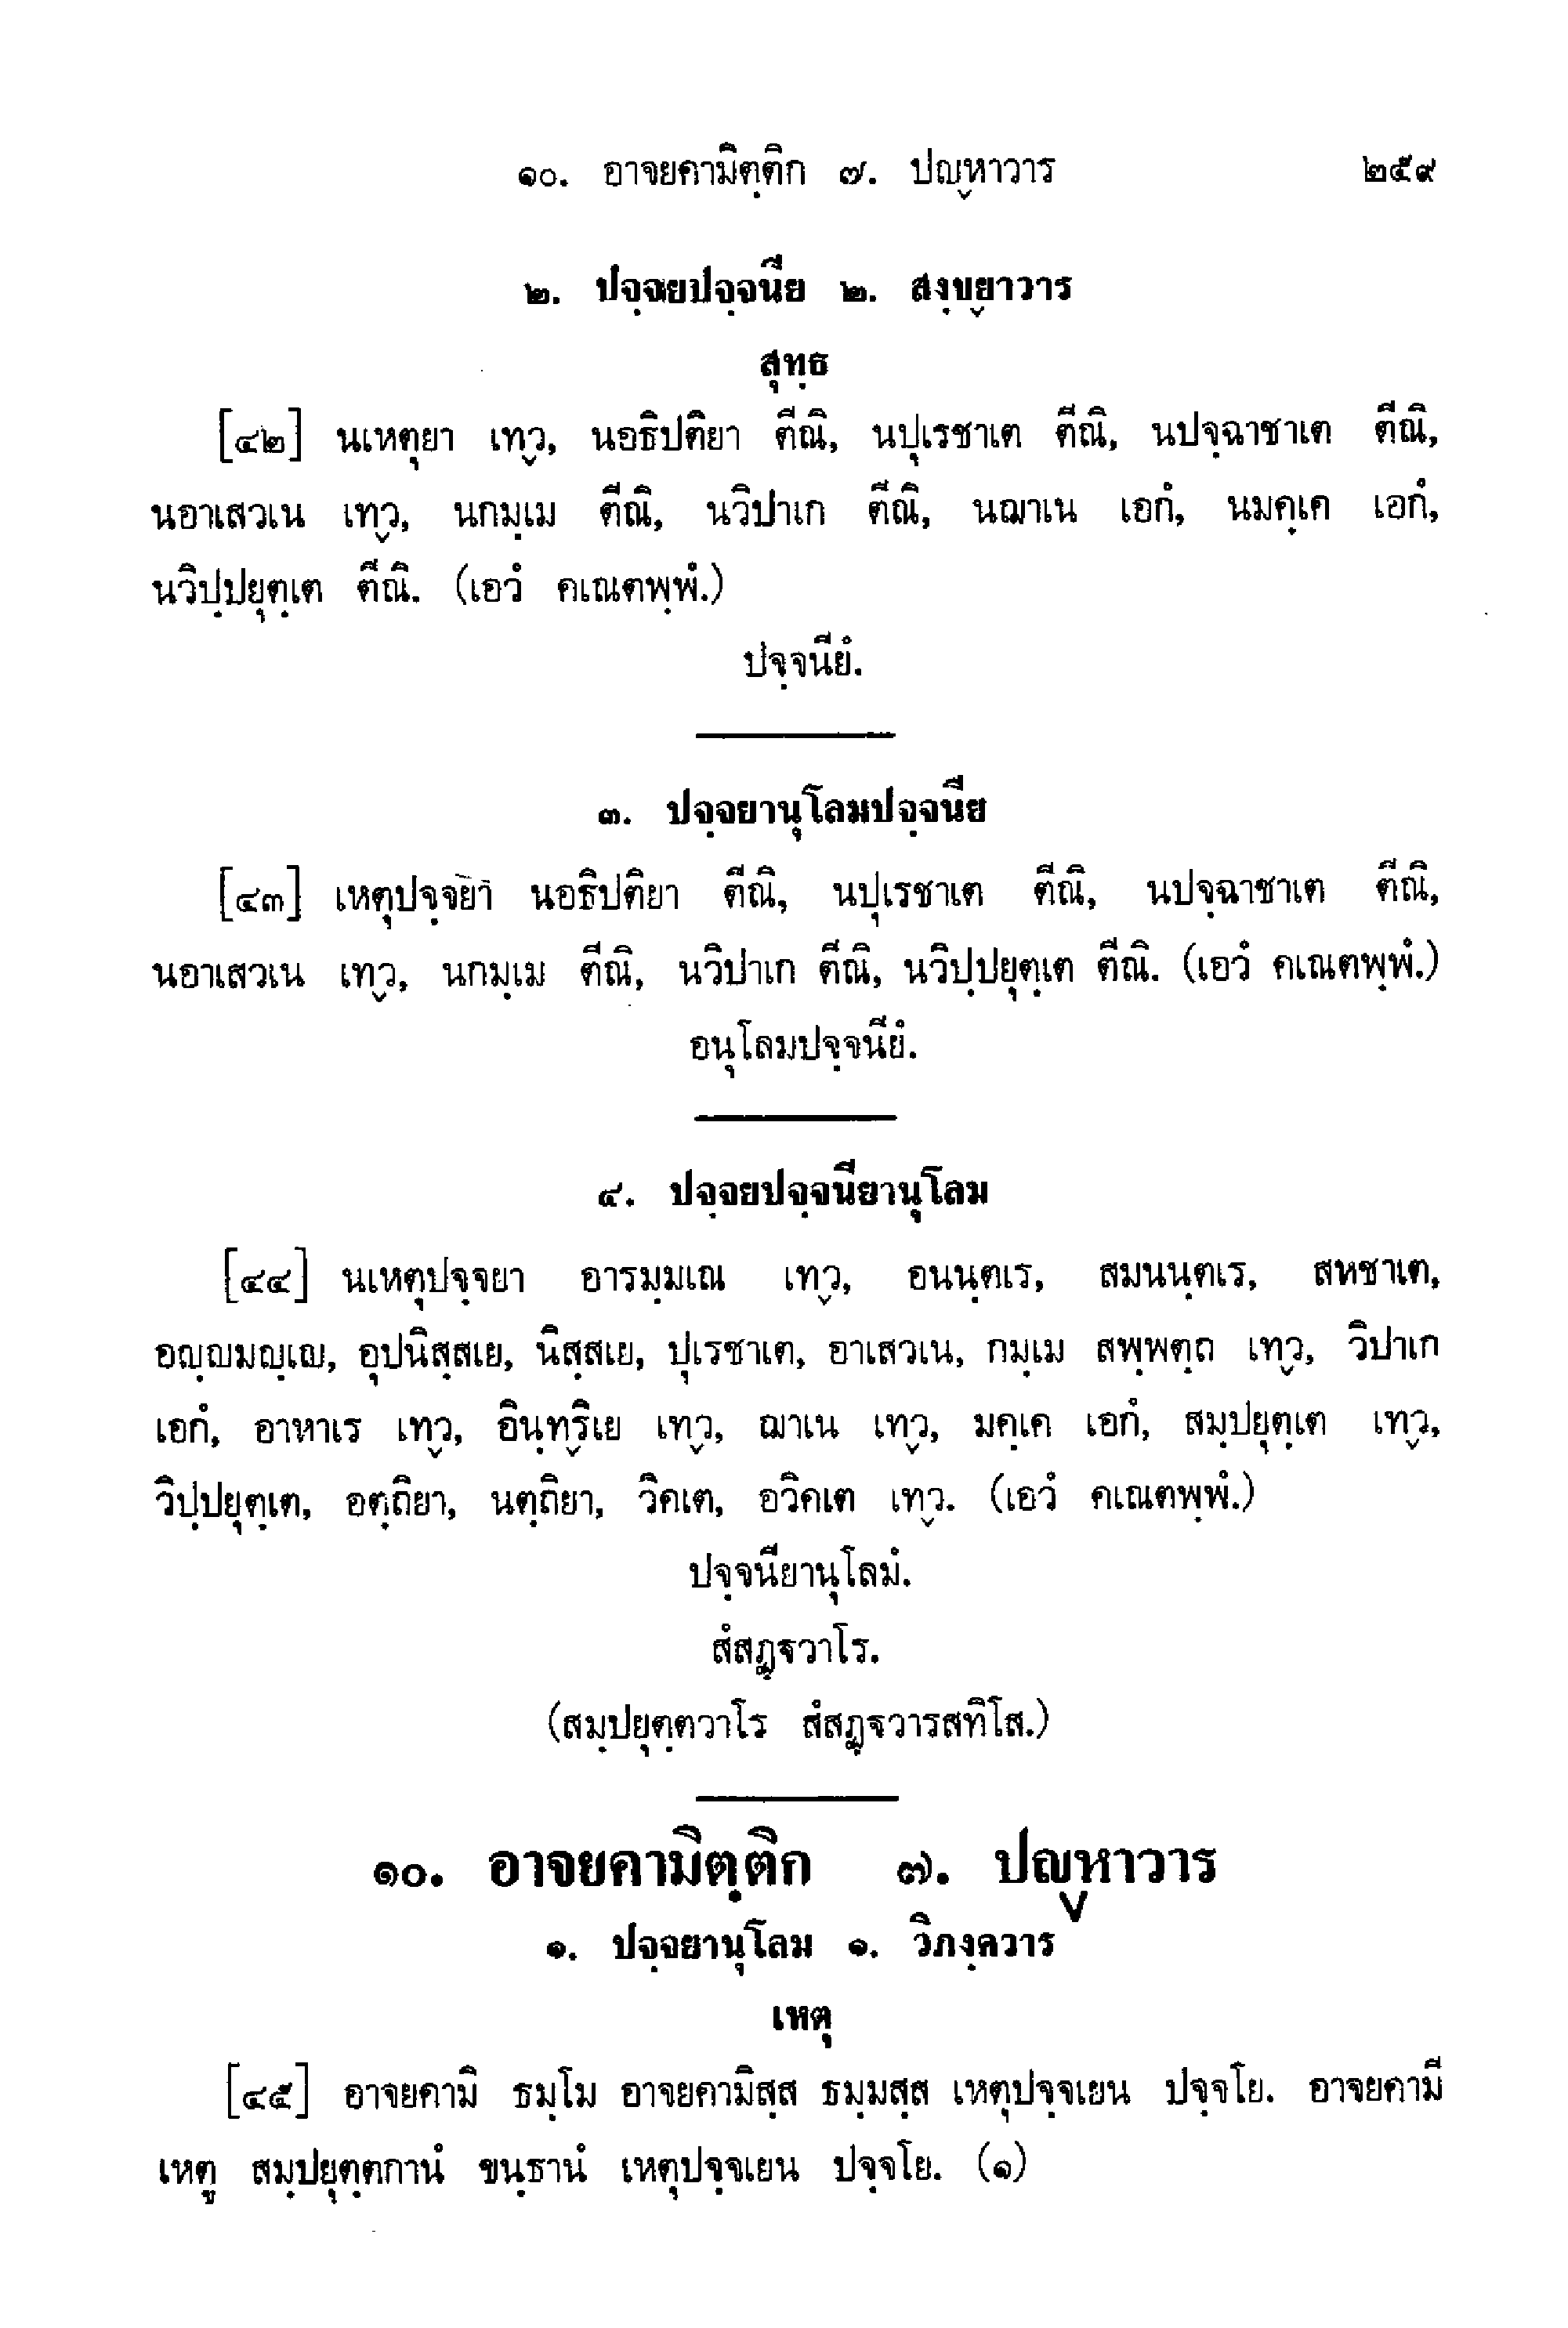 ๑๐. อาจยคามิตฺติก ๗. ปญฺหาวาร ๒๕๙
๒. ปจฺจยปจฺจนีย ๒. สงฺขฺยาวาร
สุทฺธ
[๔๒] นเหตุยา เทฺว, นอธิปติยา ตีณิ, นปุเรชาเต ตีณิ, นปจฺฉาชาเต ตีณิ,
นอาเสวเน เทฺว, นกมฺเม ตีณิ, นวิปาเก ตีณิ, นฌาเน เอกํ, นมคฺเค เอกํ,
นวิปฺปยุตฺเต ตีณิ. (เอวํ คเณตพฺพํ.)
ปจฺจนียํ.
๓. ปจฺจยานุโลมปจฺจนีย
[๔๓] เหตุปจฺจยา นอธิปติยา ตีณิ, นปุเรชาเต ตีณิ, นปจฺฉาชาเต ตีณิ,
นอาเสวเน เทฺว, นกมฺเม ตีณิ, นวิปาเก ตีณิ, นวิปฺปยุตฺเต ตีณิ. (เอวํ คเณตพฺพํ.)
อนุโลมปจฺจนียํ.
๔. ปจฺจยปจฺจนียานุโลม
[๔๔] นเหตุปจฺจยา อารมฺมเณ เทฺว, อนนฺตเร, สมนนฺตเร, สหชาเต,
อญฺญมญฺเญ, อุปนิสฺสเย, นิสฺสเย, ปุเรชาเต, อาเสวเน, กมฺเม สพฺพตฺถ เทฺว, วิปาเก
เอกํ, อาหาเร เทฺว, อินฺทฺริเย เทฺว, ฌาเน เทฺว, มคฺเค เอกํ, สมฺปยุตฺเต เทฺว,
วิปฺปยุตฺเต, อตฺถิยา, นตฺถิยา, วิคเต, อวิคเต เทฺว. (เอวํ คเณตพฺพํ.)
ปจฺจนียานุโลมํ.
สํสฏฺฐวาโร.
(สมฺปยุตฺตวาโร สํสฏฺฐวารสทิโส.)
๑๐. อาจยคามิตฺติก ๗. ปญฺหาวาร
๑. ปจฺจยานุโลม ๑. วิภงฺควาร
เหตุ
[๔๕] อาจยคามิ ธมฺโม อาจยคามิสฺส ธมฺมสฺส เหตุปจฺจเยน ปจฺจโย. อาจยคามี
เหตู สมฺปยุตฺตกานํ ขนฺธานํ เหตุปจฺจเยน ปจฺจโย. (๑)